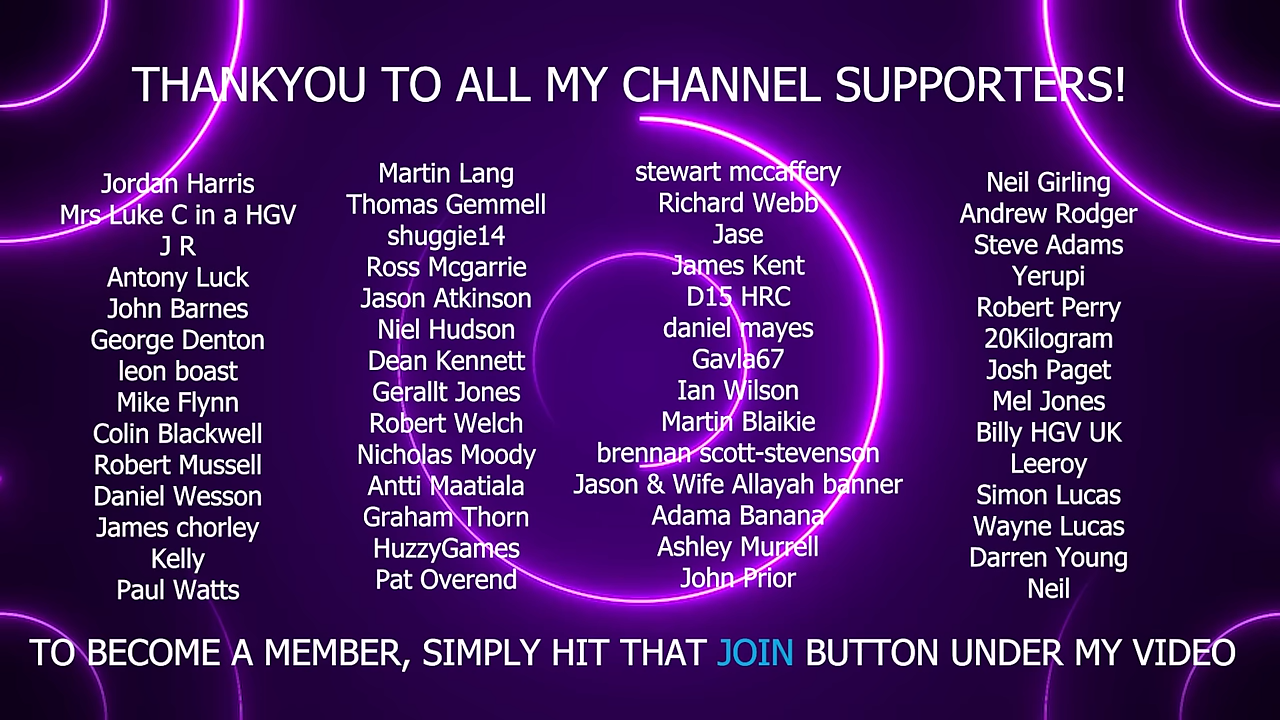 THANKYOU TO ALL MY CHANNEL SUPPORTERS!
Jordan Harris
Mrs Luke C in a HGV
J R
Antony Luck
John Barnes
George Denton
leon boast
Mike Flynn
Colin Blackwell
Robert Mussell
Daniel Wesson
James chorley
Kelly
Paul Watts
Martin Lang
Thomas Gemmell
shuggie14
Ross Mcgarrie
Jason Atkinson
Niel Hudson
Dean Kennett
Gerallt Jones
Robert Welch
Nicholas Moody
Antti Maatiala
Graham Thorn
HuzzyGames
Pat Overend
stewart mccaffery
Richard Webb
Jase
James Kent
D15 HRC
daniel mayes
Gavla67
Ian Wilson
Martin Blaikie
brennan scott-stevenson
Jason & Wife Allayah banner
Adama Banana
Ashley Murrell
John Prior
Neil Girling
Andrew Rodger
Steve Adams
Yerupi
Robert Perry
20Kilogram
Josh Paget
Mel Jones
Billy HGV UK
Leeroy
Simon Lucas
Wayne Lucas
Darren Young
Neil
TO BECOME A MEMBER, SIMPLY HIT THAT JOIN BUTTON UNDER MY VIDEO